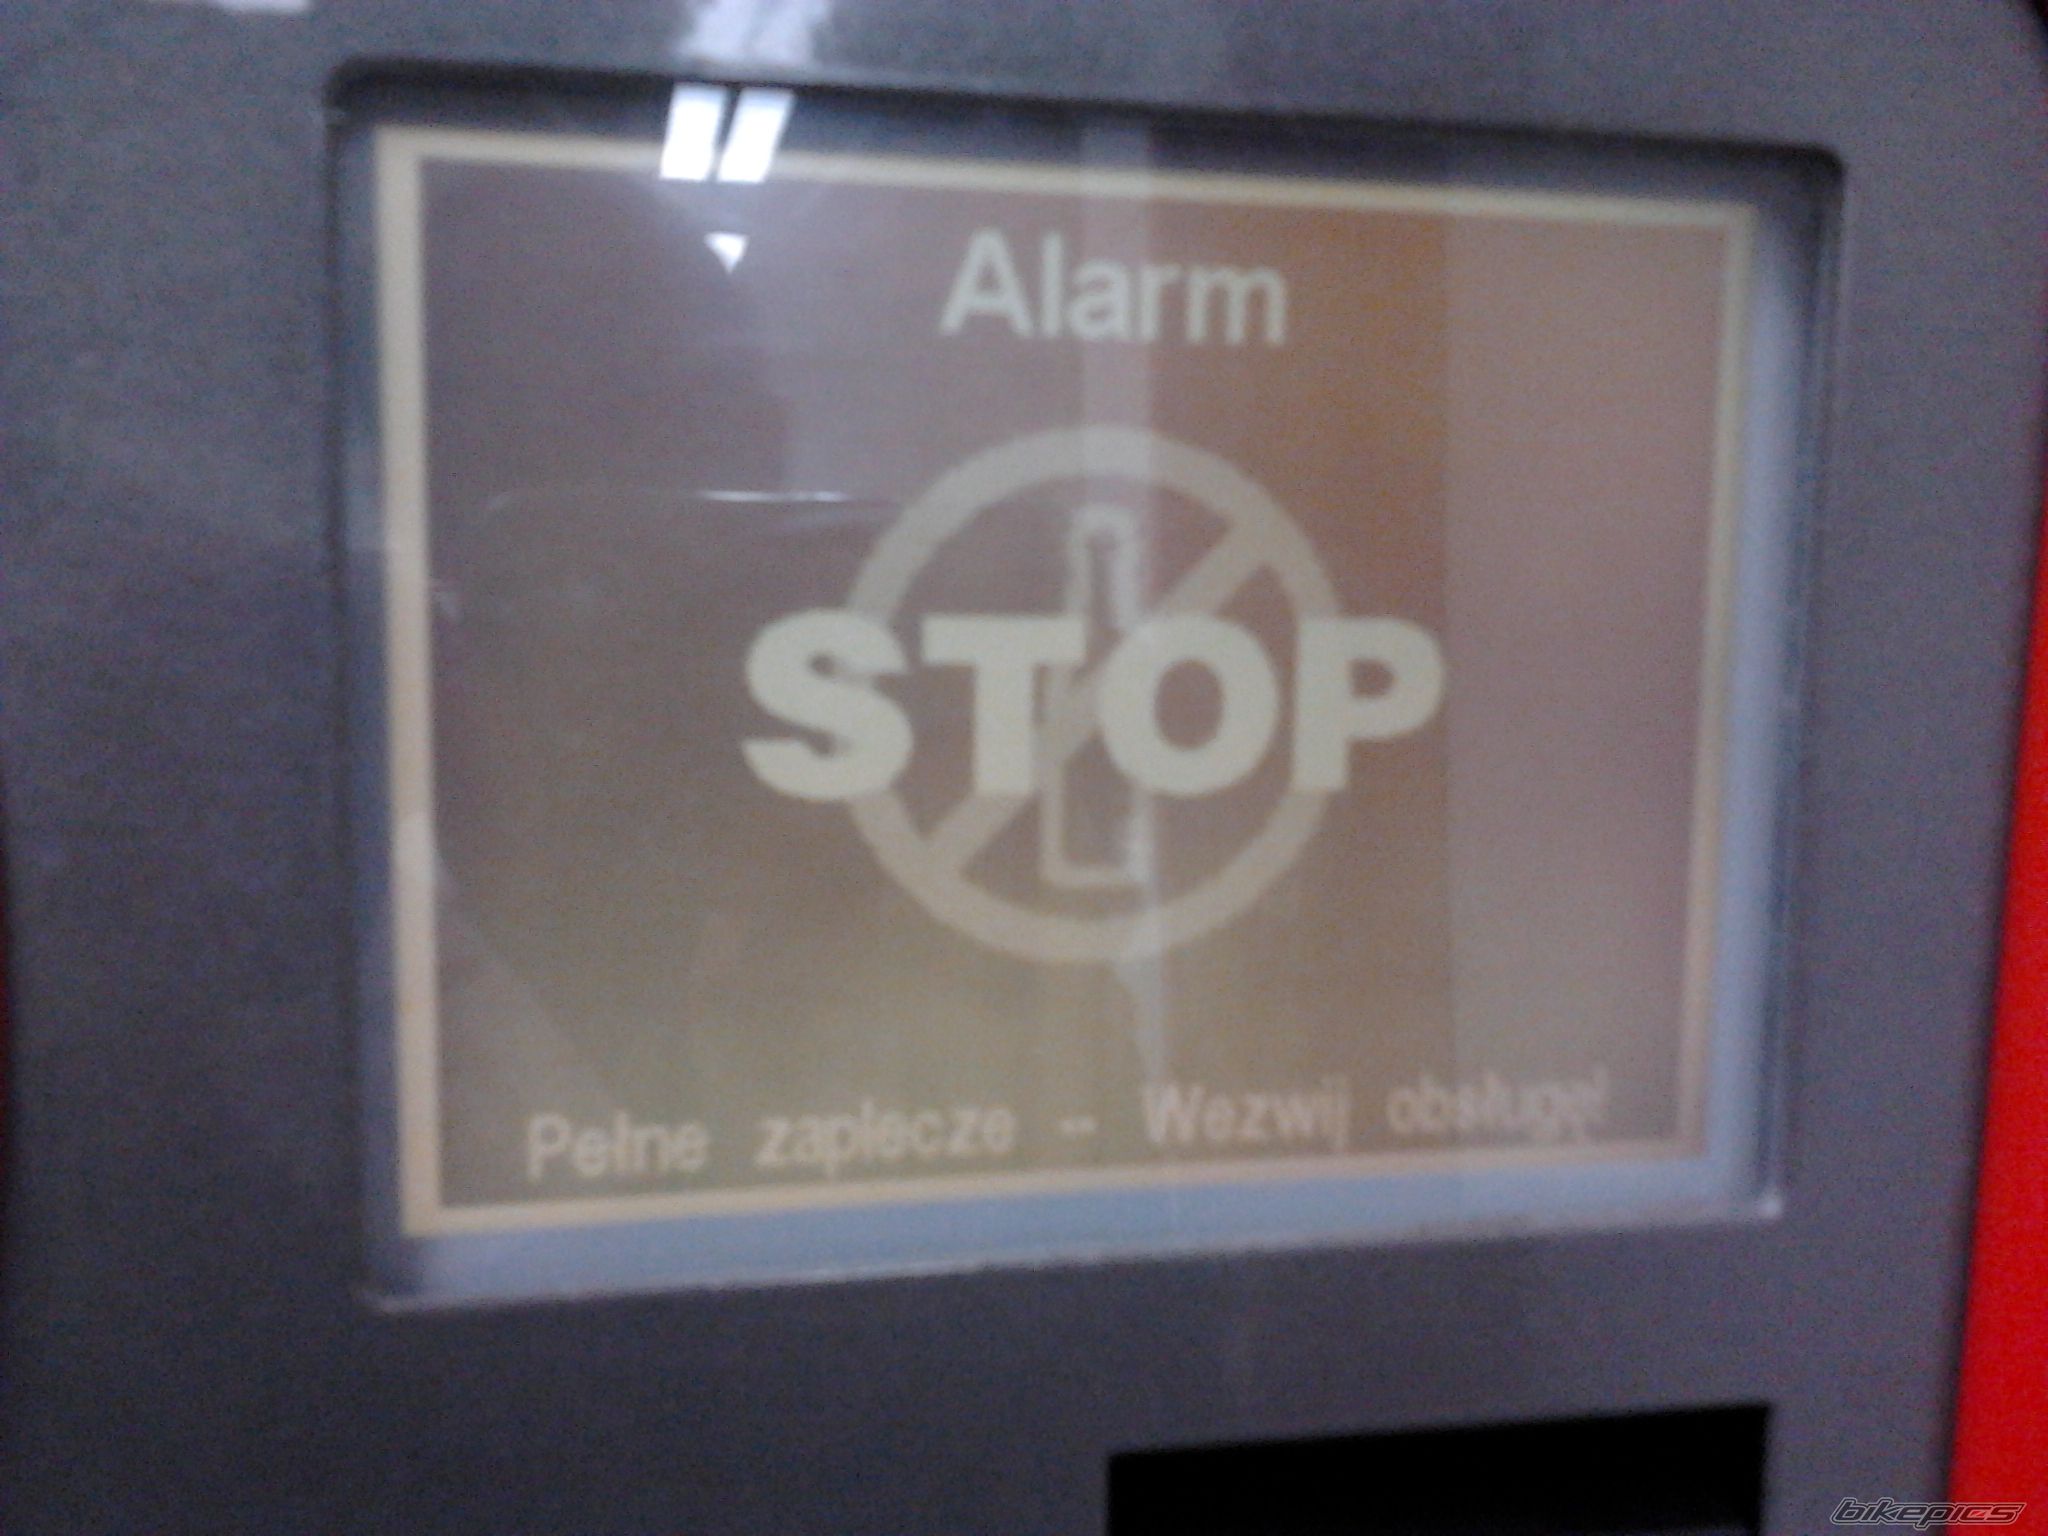 Alarm
STOP
Pełne zaplecze - Wezwij obsługę!
bikepics